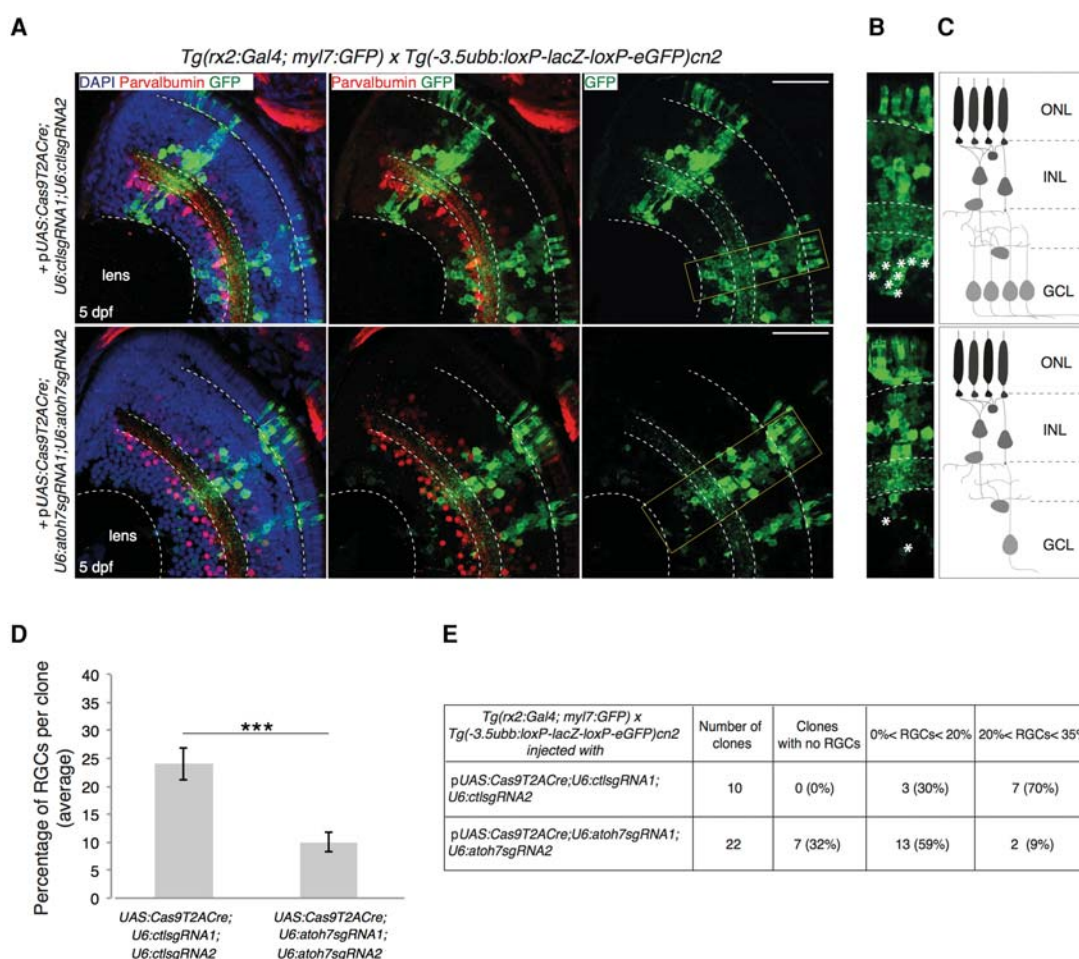 A
B
C
Tg(rx2:Gal4; myl7:GFP) x Tg(-3.5ubb:loxP-lacZ-loxP-eGFP)cn2
DAPI Parvalbumin GFP
Parvalbumin GFP
GFP
+ pUAS:Cas9T2ACre;
U6:ctlsgRNA1;U6:ctlsgRNA2
lens
5 dpf
ONL
INL
GCL
* * * * * * * * *
+ pUAS:Cas9T2ACre;
U6:atoh7sgRNA1;U6:atoh7sgRNA2
lens
5 dpf
ONL
INL
GCL
*
*
D
Percentage of RGCs per clone
(average)
40
35
30
25
20
15
10
5
0
***
UAS:Cas9T2ACre;
U6:ctlsgRNA1;
U6:ctlsgRNA2
UAS:Cas9T2ACre;
U6:atoh7sgRNA1;
U6:atoh7sgRNA2
E
Tg(rx2:Gal4; myl7:GFP) x
Tg(-3.5ubb:loxP-lacZ-loxP-eGFP)cn2
injected with
Number of
clones
Clones
with no RGCs
0%< RGCs< 20%
20%< RGCs< 35%
pUAS:Cas9T2ACre;U6:ctlsgRNA1;
U6:ctlsgRNA2
10
0 (0%)
3 (30%)
7 (70%)
pUAS:Cas9T2ACre;U6:atoh7sgRNA1;
U6:atoh7sgRNA2
22
7 (32%)
13 (59%)
2 (9%)